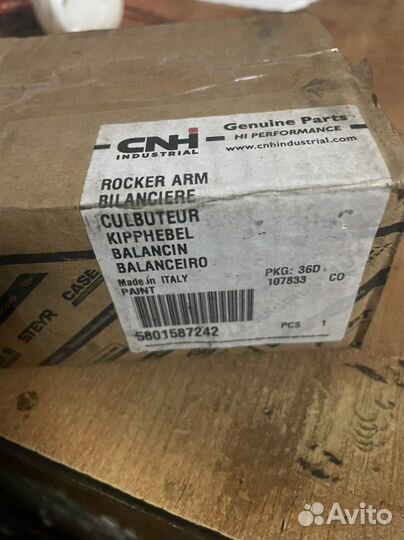 CNH
INDUSTRIAL
Genuine Parts
HI PERFORMANCE
www.cnhindustrial.com
ROCKER ARM
BILANCIERE
CULBUTEUR
KIPPHEBEL
BALANCIN
BALANCEIRO
Made in ITALY
PAINT
PKG: 36D
107833 CO
5801587242
PCS 1
STEYR
CASE
Avito